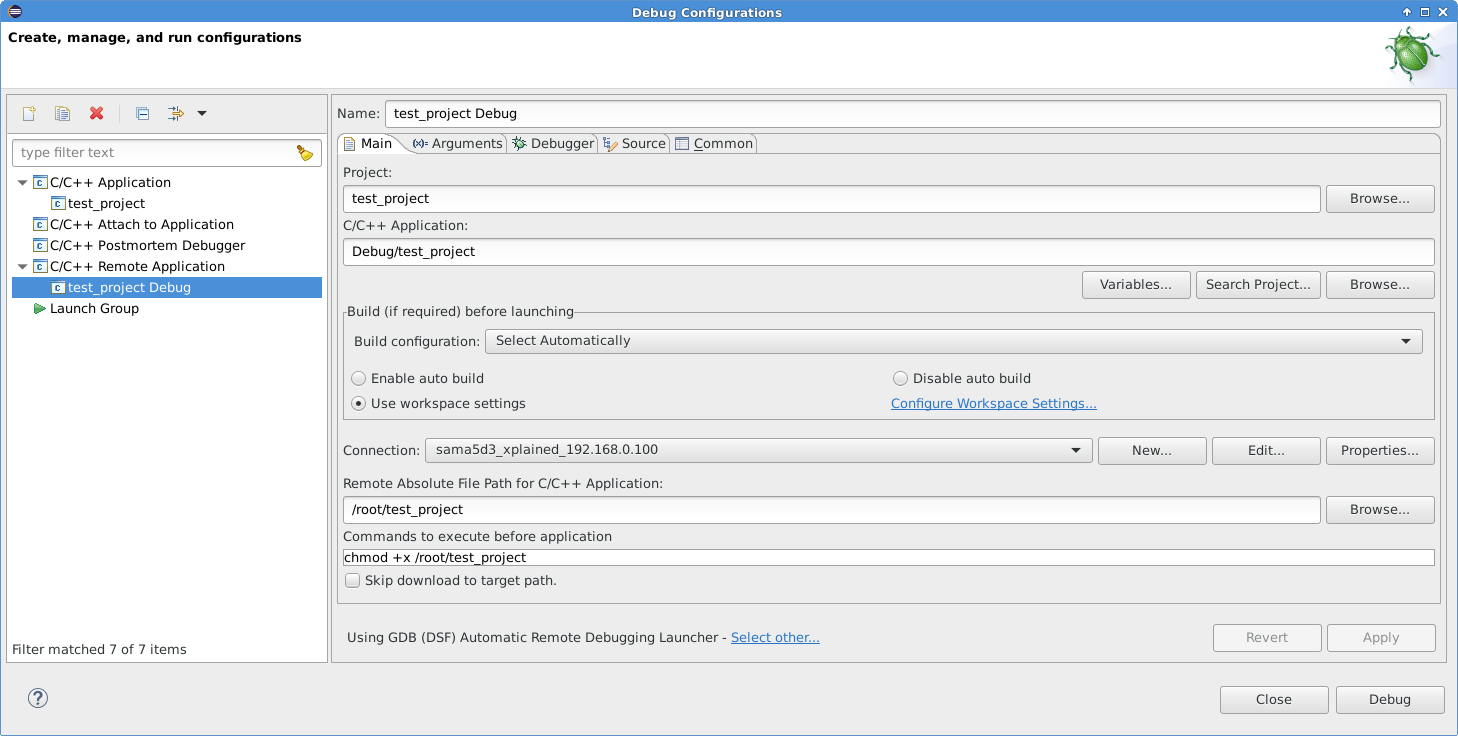 Debug Configurations
Create, manage, and run configurations
type filter text
C/C++ Application
test_project
C/C++ Attach to Application
C/C++ Postmortem Debugger
C/C++ Remote Application
test_project Debug
Launch Group
Filter matched 7 of 7 items
Name: test_project Debug
Main Arguments Debugger Source Common
Project:
test_project Browse...
C/C++ Application:
Debug/test_project
Variables... Search Project... Browse...
Build (if required) before launching
Build configuration: Select Automatically
Enable auto build Disable auto build
Use workspace settings Configure Workspace Settings...
Connection: sama5d3_xplained_192.168.0.100 New... Edit... Properties...
Remote Absolute File Path for C/C++ Application:
/root/test_project Browse...
Commands to execute before application
chmod +x /root/test_project
Skip download to target path.
Using GDB (DSF) Automatic Remote Debugging Launcher - Select other... Revert Apply
? Close Debug